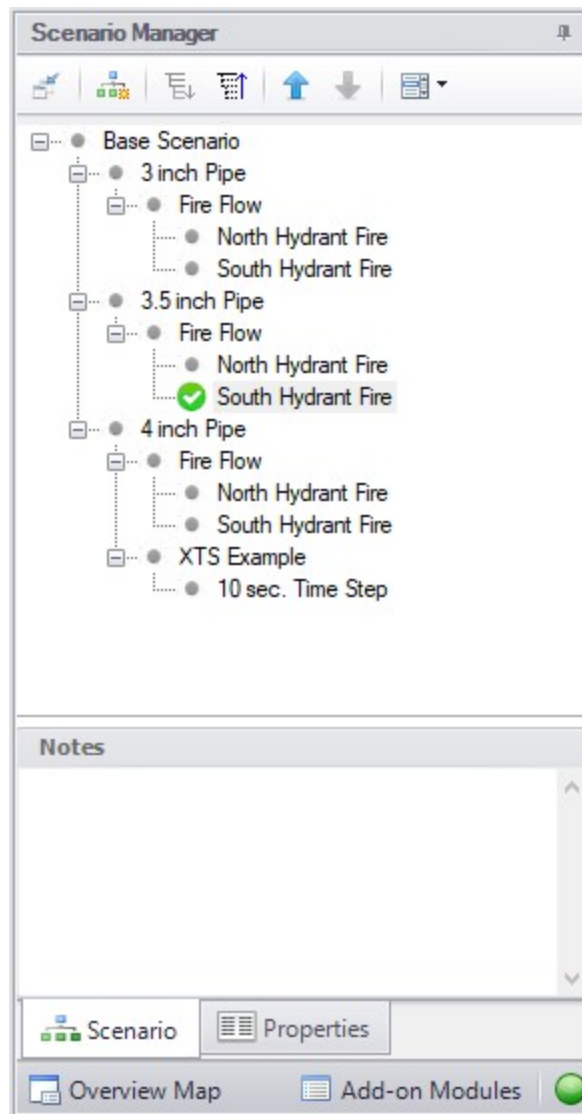 Scenario Manager
Base Scenario
3 inch Pipe
Fire Flow
North Hydrant Fire
South Hydrant Fire
3.5 inch Pipe
Fire Flow
North Hydrant Fire
South Hydrant Fire
4 inch Pipe
Fire Flow
North Hydrant Fire
South Hydrant Fire
XTS Example
10 sec. Time Step
Notes
Scenario Properties
Overview Map Add-on Modules